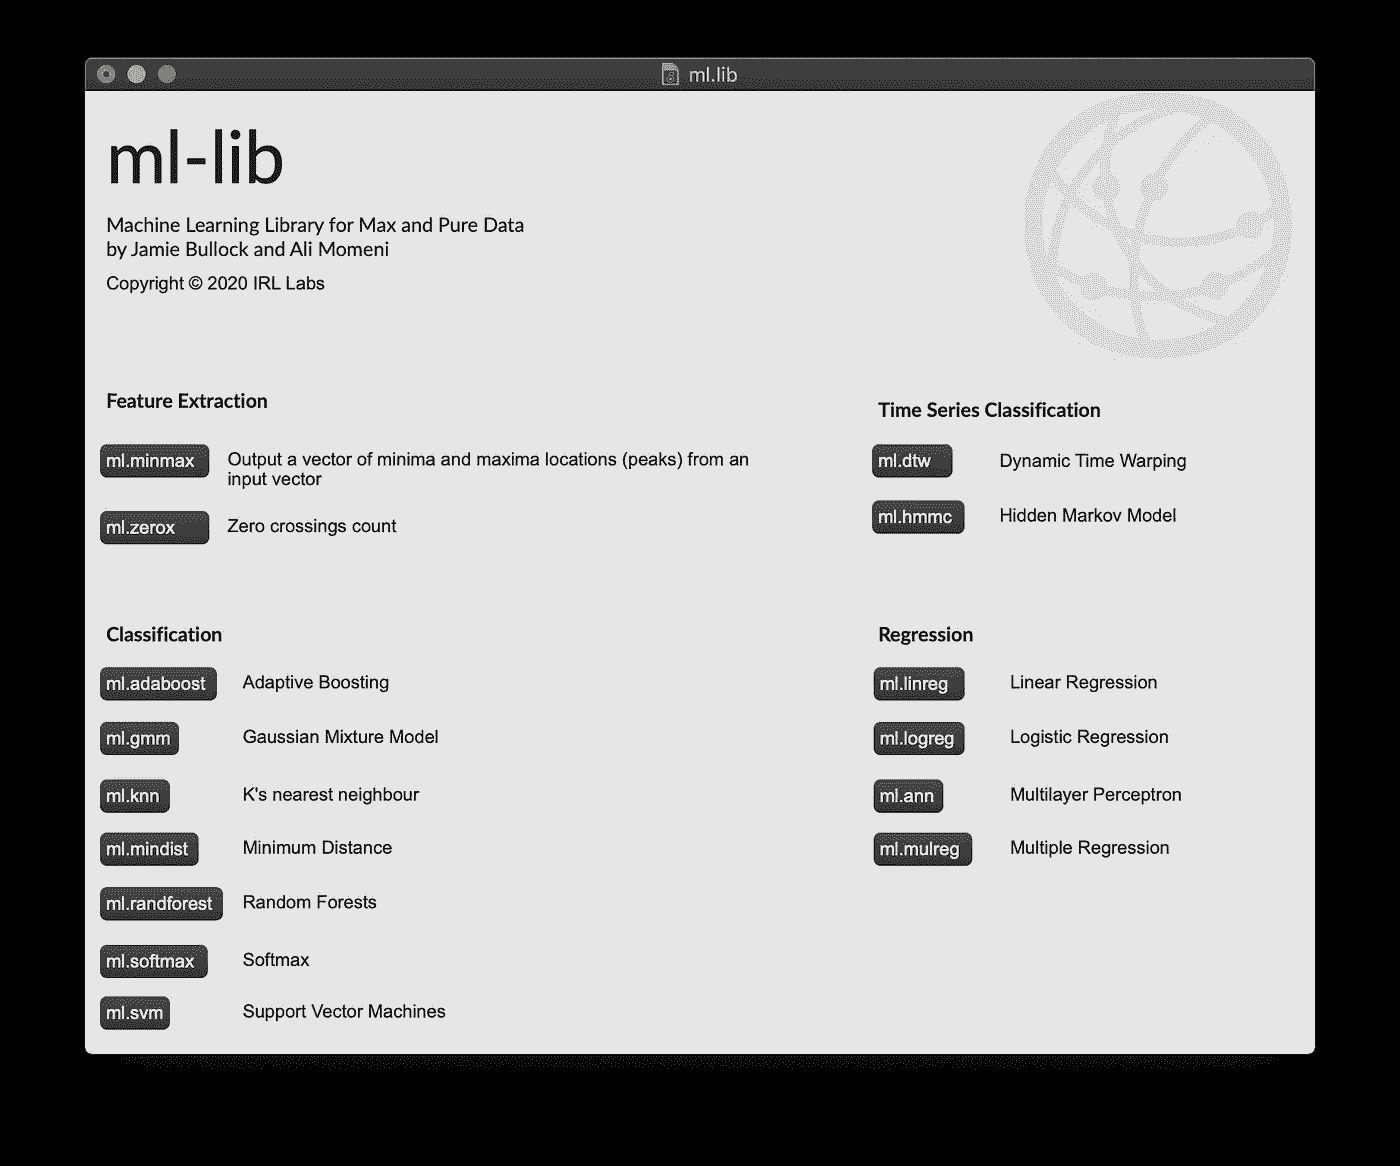 ml.lib
ml-lib
Machine Learning Library for Max and Pure Data
by Jamie Bullock and Ali Momeni
Copyright © 2020 IRL Labs
Feature Extraction
ml.minmax
Output a vector of minima and maxima locations (peaks) from an
input vector
ml.zerox
Zero crossings count
Time Series Classification
ml.dtw
Dynamic Time Warping
ml.hmmc
Hidden Markov Model
Classification
ml.adaboost
Adaptive Boosting
ml.gmm
Gaussian Mixture Model
ml.knn
K's nearest neighbour
ml.mindist
Minimum Distance
ml.randforest
Random Forests
ml.softmax
Softmax
ml.svm
Support Vector Machines
Regression
ml.linreg
Linear Regression
ml.logreg
Logistic Regression
ml.ann
Multilayer Perceptron
ml.mulreg
Multiple Regression